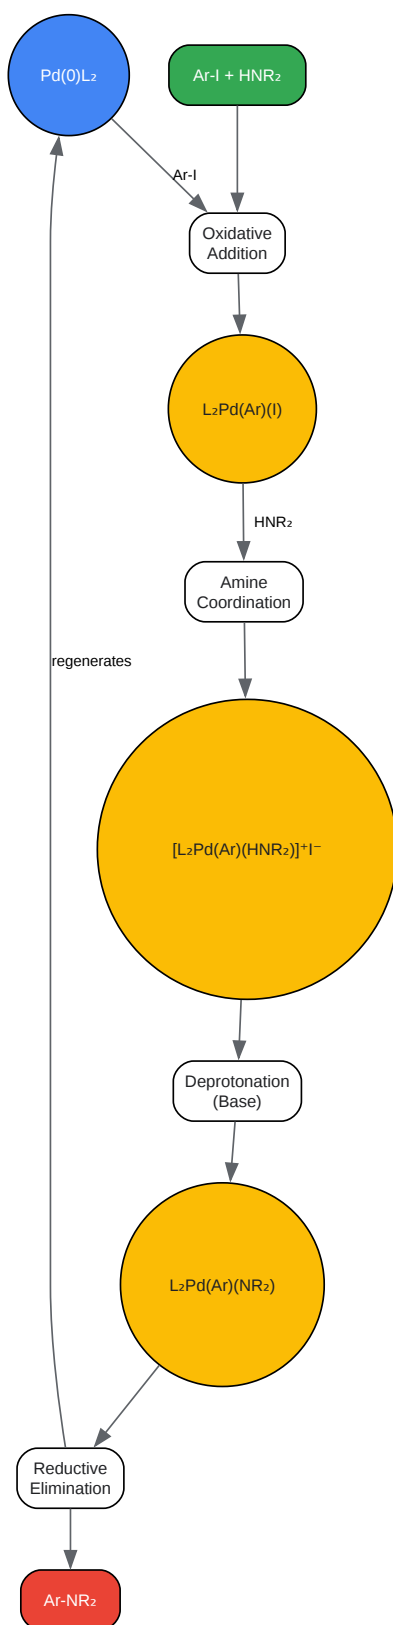 Pd(0)L₂
Ar-I + HNR₂
Ar-I
Oxidative
Addition
L₂Pd(Ar)(I)
HNR₂
Amine
Coordination
regenerates
[L₂Pd(Ar)(HNR₂)]⁺I⁻
Deprotonation
(Base)
L₂Pd(Ar)(NR₂)
Reductive
Elimination
Ar-NR₂